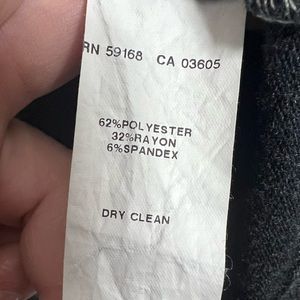 RN 59168 CA 03605
62%POLYESTER
32%RAYON
6%SPANDEX
DRY CLEAN